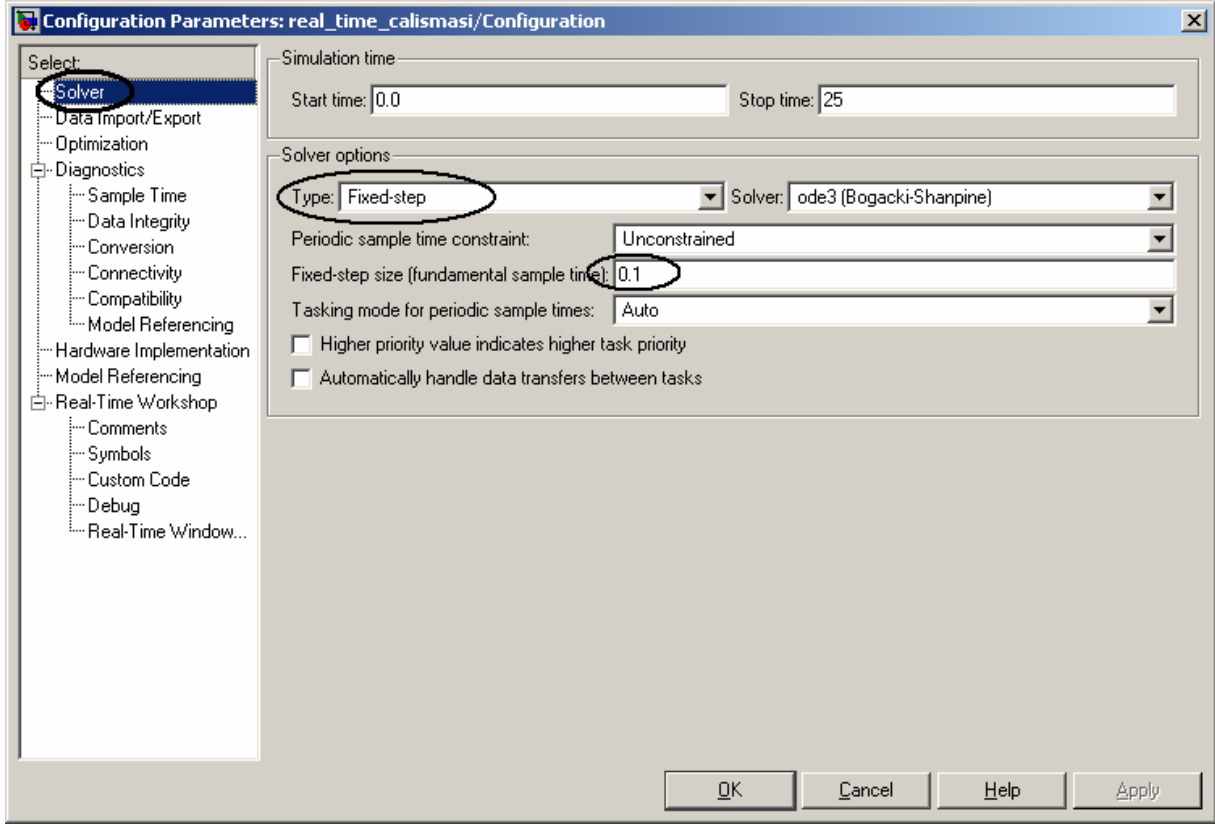 Configuration Parameters: real_time_calismasi/Configuration
Select:
Solver
Data Import/Export
Optimization
Diagnostics
Sample Time
Data Integrity
Conversion
Connectivity
Compatibility
Model Referencing
Hardware Implementation
Model Referencing
Real-Time Workshop
Comments
Symbols
Custom Code
Debug
Real-Time Window...
Simulation time
Start time: 0.0 Stop time: 25
Solver options
Type: Fixed-step Solver: ode3 (Bogacki-Shanpine)
Periodic sample time constraint: Unconstrained
Fixed-step size (fundamental sample time): 0.1
Tasking mode for periodic sample times: Auto
Higher priority value indicates higher task priority
Automatically handle data transfers between tasks
OK Cancel Help Apply